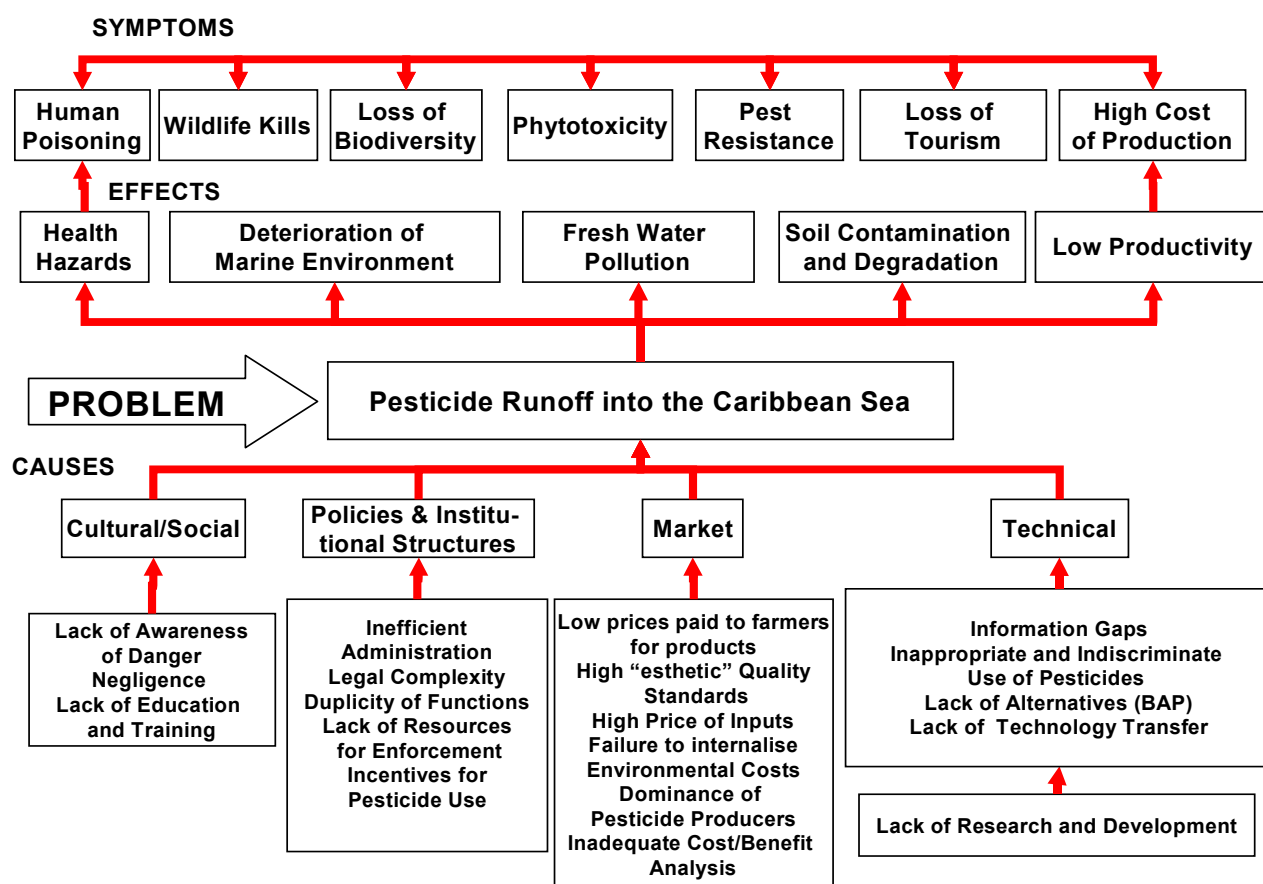 SYMPTOMS
Human
Poisoning
Wildlife Kills
Loss of
Biodiversity
Phytotoxicity
Pest
Resistance
Loss of
Tourism
High Cost
of Production
EFFECTS
Health
Hazards
Deterioration of
Marine Environment
Fresh Water
Pollution
Soil Contamination
and Degradation
Low Productivity
PROBLEM
Pesticide Runoff into the Caribbean Sea
CAUSES
Cultural/Social
Policies & Institu-
tional Structures
Market
Technical
Lack of Awareness
of Danger
Negligence
Lack of Education
and Training
Inefficient
Administration
Legal Complexity
Duplicity of Functions
Lack of Resources
for Enforcement
Incentives for
Pesticide Use
Low prices paid to farmers
for products
High “esthetic” Quality
Standards
High Price of Inputs
Failure to internalise
Environmental Costs
Dominance of
Pesticide Producers
Inadequate Cost/Benefit
Analysis
Information Gaps
Inappropriate and Indiscriminate
Use of Pesticides
Lack of Alternatives (BAP)
Lack of Technology Transfer
Lack of Research and Development